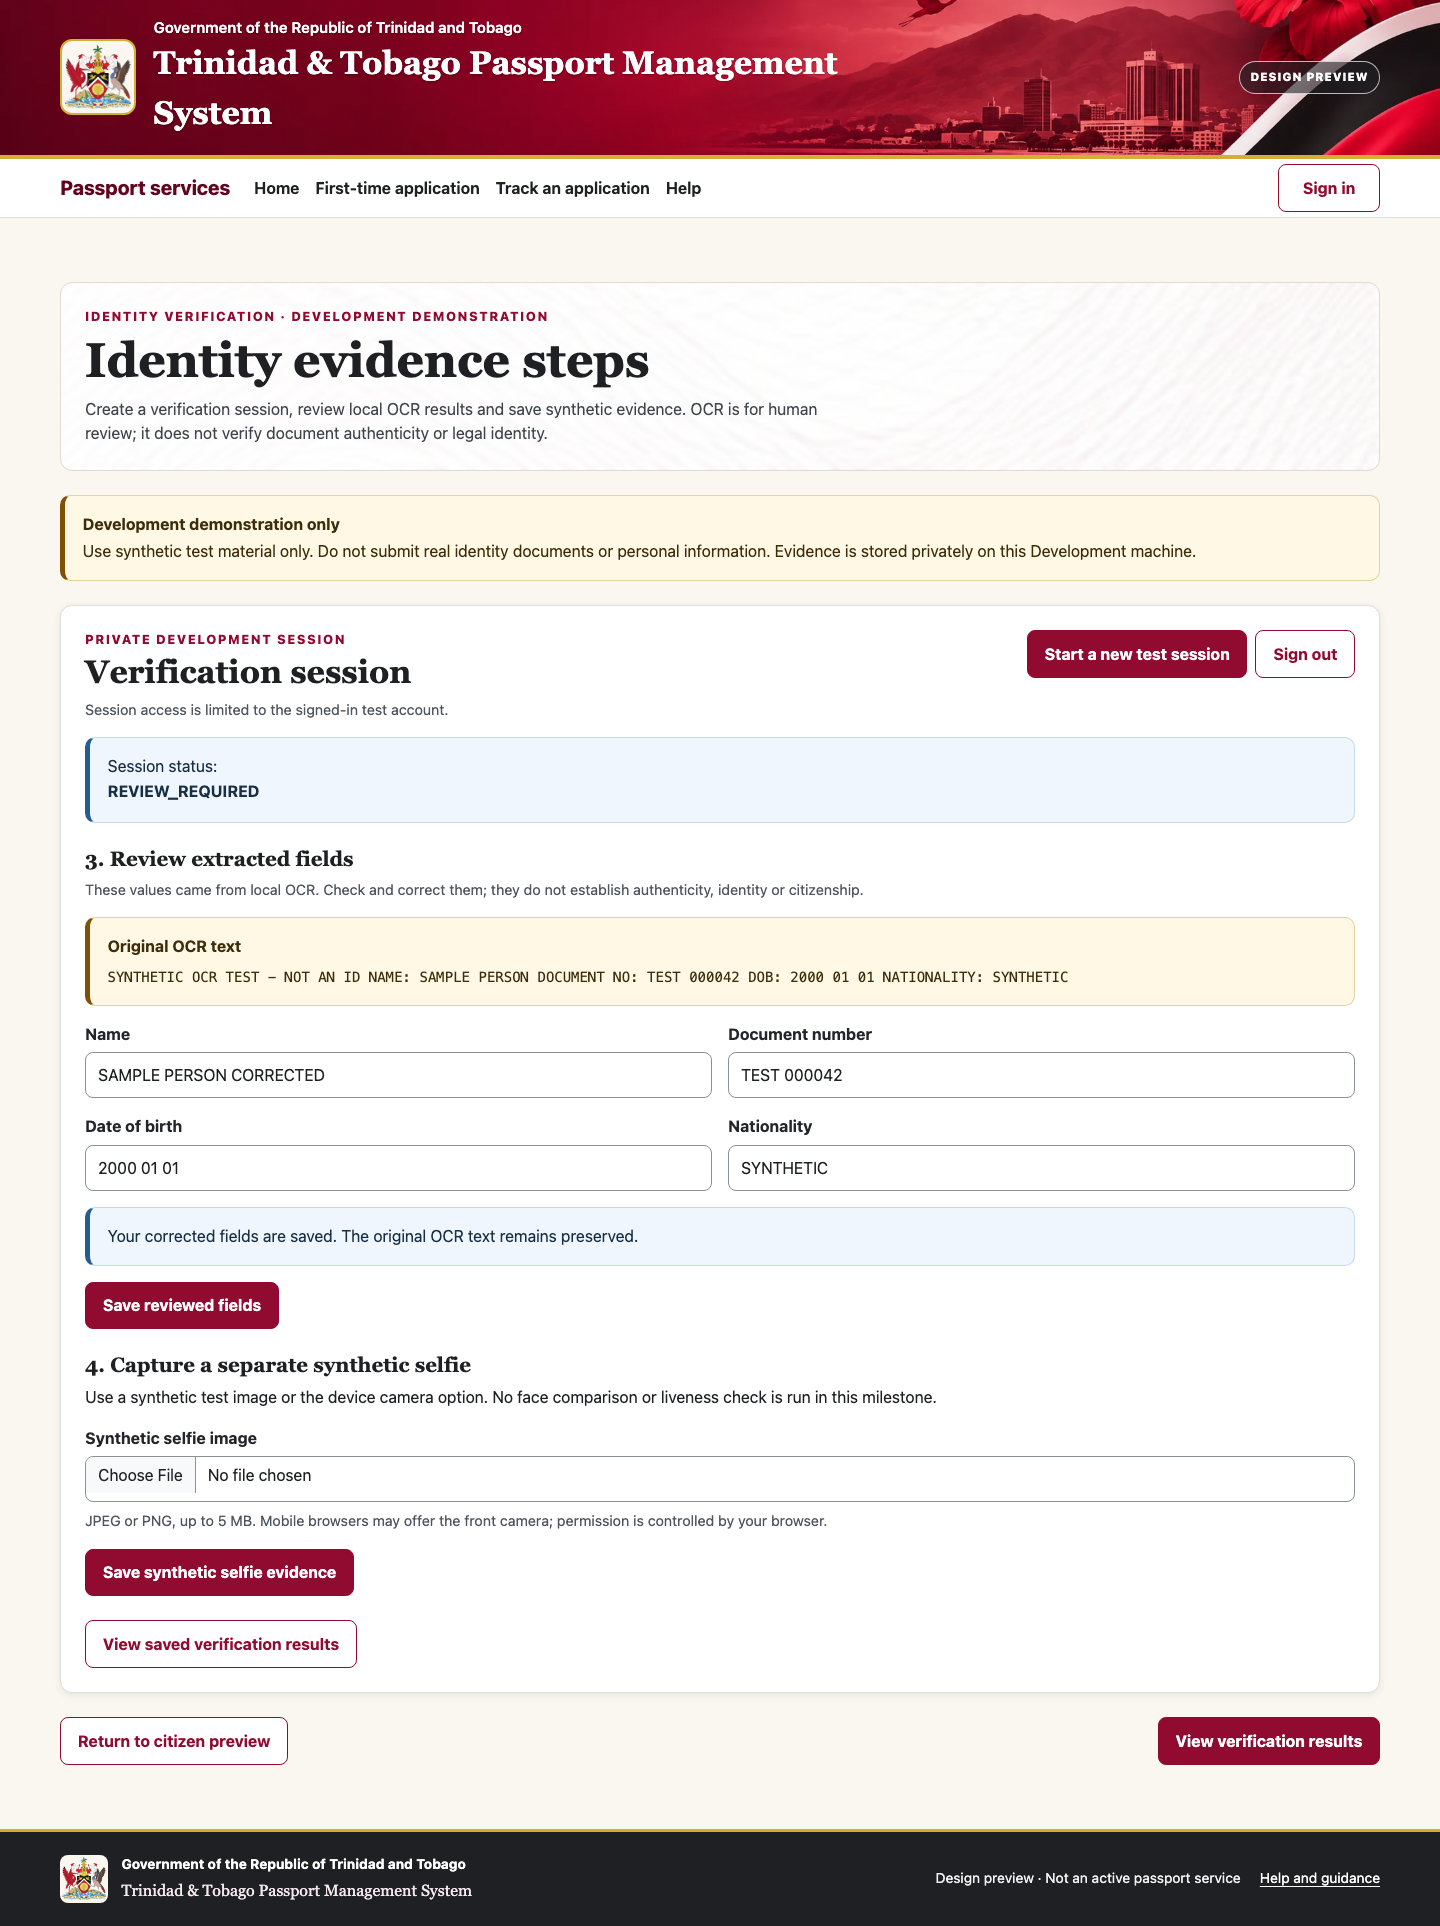 Government of the Republic of Trinidad and Tobago
Trinidad & Tobago Passport Management
System
DESIGN PREVIEW
Passport services
Home
First-time application
Track an application
Help
Sign in
IDENTITY VERIFICATION · DEVELOPMENT DEMONSTRATION
Identity evidence steps
Create a verification session, review local OCR results and save synthetic evidence. OCR is for human
review; it does not verify document authenticity or legal identity.
Development demonstration only
Use synthetic test material only. Do not submit real identity documents or personal information. Evidence is stored privately on this Development machine.
PRIVATE DEVELOPMENT SESSION
Verification session
Start a new test session
Sign out
Session access is limited to the signed-in test account.
Session status:
REVIEW_REQUIRED
3. Review extracted fields
These values came from local OCR. Check and correct them; they do not establish authenticity, identity or citizenship.
Original OCR text
SYNTHETIC OCR TEST — NOT AN ID NAME: SAMPLE PERSON DOCUMENT NO: TEST 000042 DOB: 2000 01 01 NATIONALITY: SYNTHETIC
Name
Document number
SAMPLE PERSON CORRECTED
TEST 000042
Date of birth
Nationality
2000 01 01
SYNTHETIC
Your corrected fields are saved. The original OCR text remains preserved.
Save reviewed fields
4. Capture a separate synthetic selfie
Use a synthetic test image or the device camera option. No face comparison or liveness check is run in this milestone.
Synthetic selfie image
Choose File
No file chosen
JPEG or PNG, up to 5 MB. Mobile browsers may offer the front camera; permission is controlled by your browser.
Save synthetic selfie evidence
View saved verification results
Return to citizen preview
View verification results
Government of the Republic of Trinidad and Tobago
Trinidad & Tobago Passport Management System
Design preview · Not an active passport service
Help and guidance